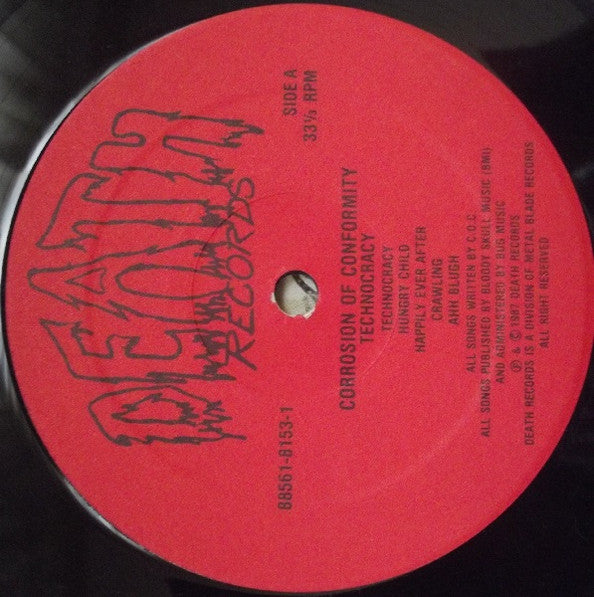 DEATH
RECORDS
88561-8153-1
SIDE A
33⅓ RPM
CORROSION OF CONFORMITY
TECHNOCRACY
TECHNOCRACY
HUNGRY CHILD
HAPPILY EVER AFTER
CRAWLING
AHH BLUGH
ALL SONGS WRITTEN BY C.O.C.
ALL SONGS PUBLISHED BY BLOODY SKULL MUSIC (BMI)
AND ADMINISTERED BY BUG MUSIC
℗ & © 1987 DEATH RECORDS
DEATH RECORDS IS A DIVISION OF METAL BLADE RECORDS
ALL RIGHT RESERVED